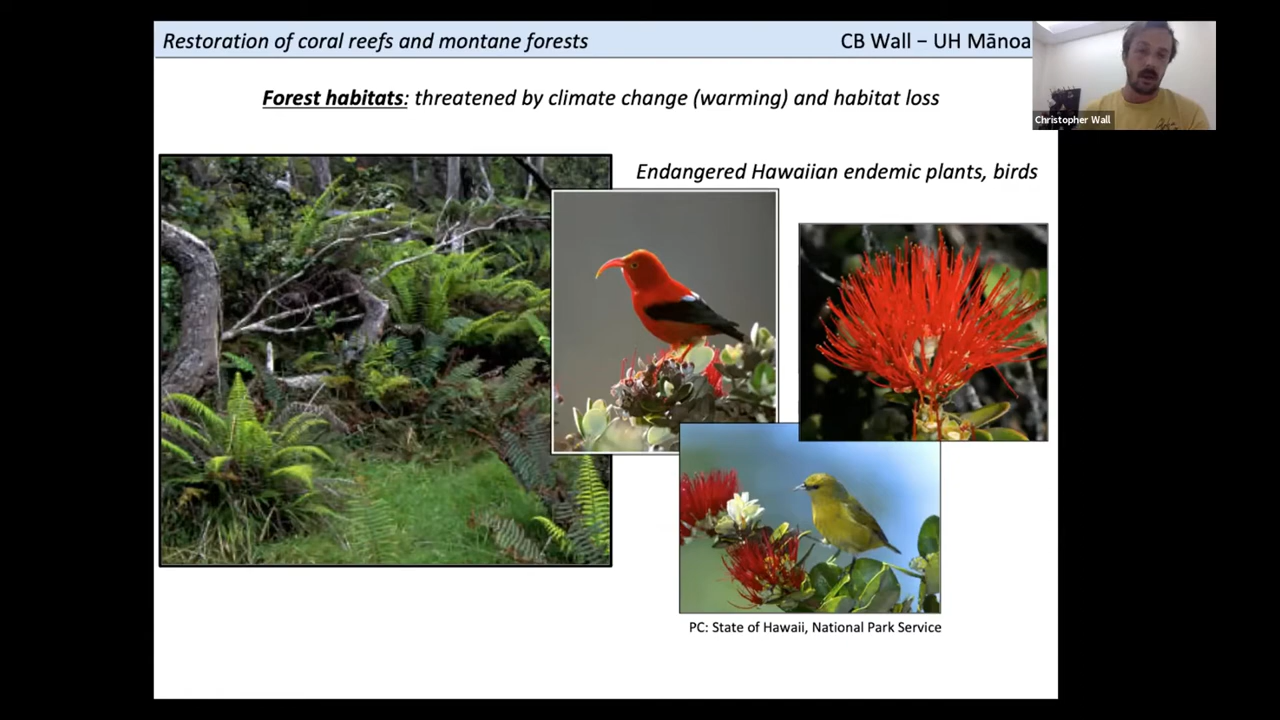 Restoration of coral reefs and montane forests
CB Wall – UH Mānoa
Christopher Wall
Forest habitats: threatened by climate change (warming) and habitat loss
Endangered Hawaiian endemic plants, birds
PC: State of Hawaii, National Park Service